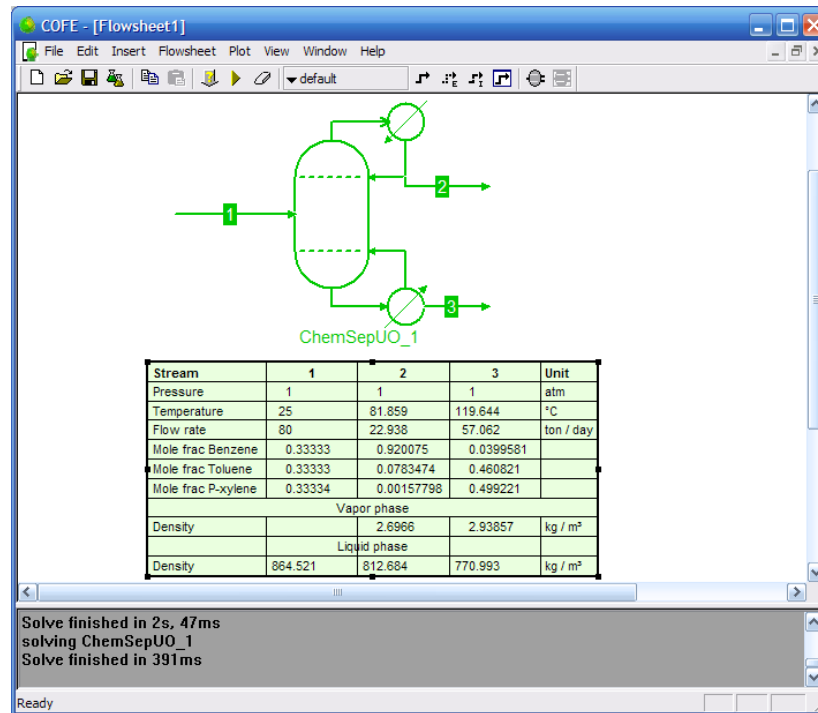 COFE - [Flowsheet1]
File Edit Insert Flowsheet Plot View Window Help
default
1
2
3
ChemSepUO_1
Stream 1 2 3 Unit
Pressure 1 1 1 atm
Temperature 25 81.859 119.644 °C
Flow rate 80 22.938 57.062 ton / day
Mole frac Benzene 0.33333 0.920075 0.0399581
Mole frac Toluene 0.33333 0.0783474 0.460821
Mole frac P-xylene 0.33334 0.00157798 0.499221
Vapor phase
Density 2.6966 2.93857 kg / m³
Liquid phase
Density 864.521 812.684 770.993 kg / m³
Solve finished in 2s, 47ms
solving ChemSepUO_1
Solve finished in 391ms
Ready